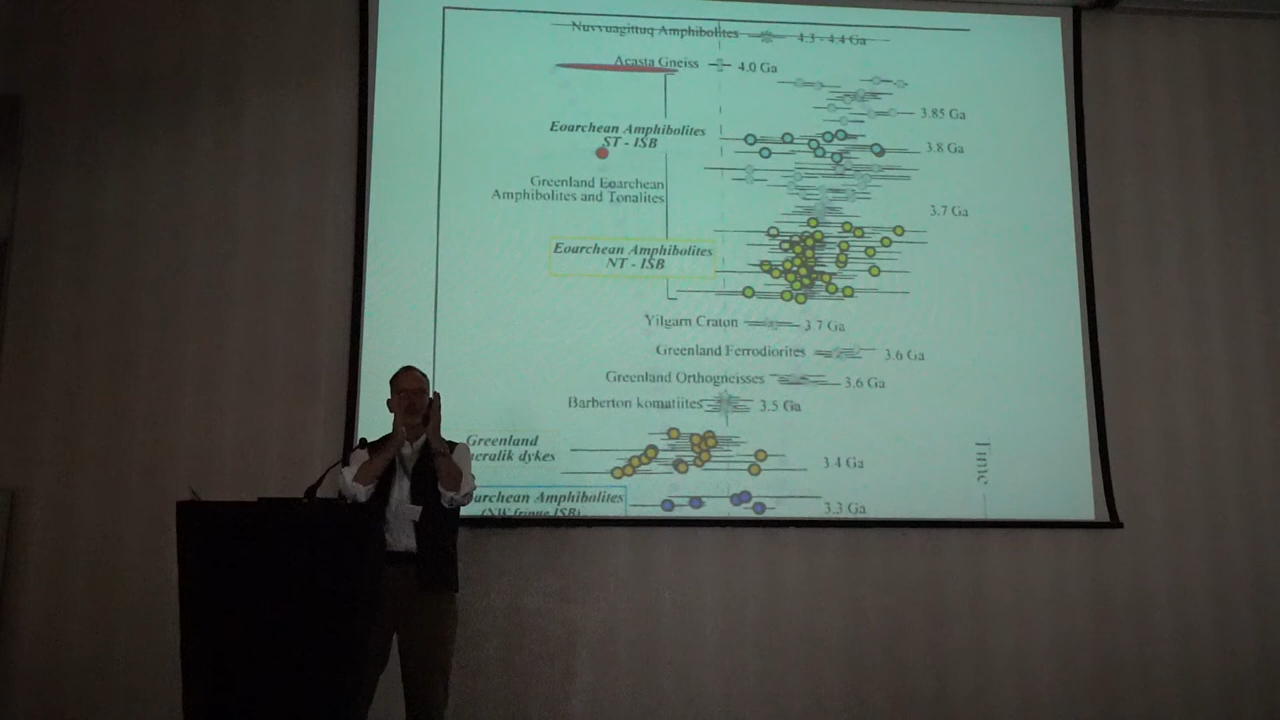 Nuvvuagittuq Amphibolites 4.3 - 4.4 Ga
Acasta Gneiss 4.0 Ga
3.85 Ga
Eoarchean Amphibolites
ST - ISB
3.8 Ga
Greenland Eoarchean
Amphibolites and Tonalites
3.7 Ga
Eoarchean Amphibolites
NT - ISB
Yilgarn Craton 3.7 Ga
Greenland Ferrodiorites 3.6 Ga
Greenland Orthogneisses 3.6 Ga
Barberton komatiites 3.5 Ga
Greenland
eralik dykes
3.4 Ga
archean Amphibolites
(NW fringe ISB)
3.3 Ga
Time